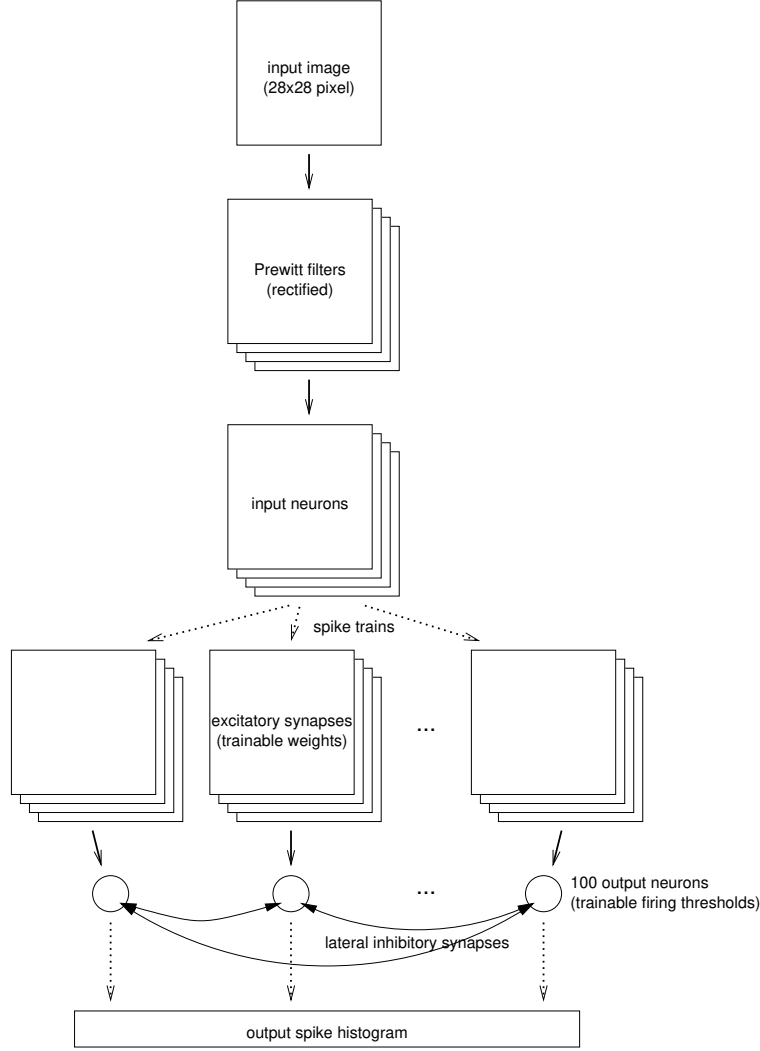 input image
(28x28 pixel)
Prewitt filters
(rectified)
input neurons
spike trains
excitatory synapses
(trainable weights)
...
...
100 output neurons
(trainable firing thresholds)
lateral inhibitory synapses
output spike histogram